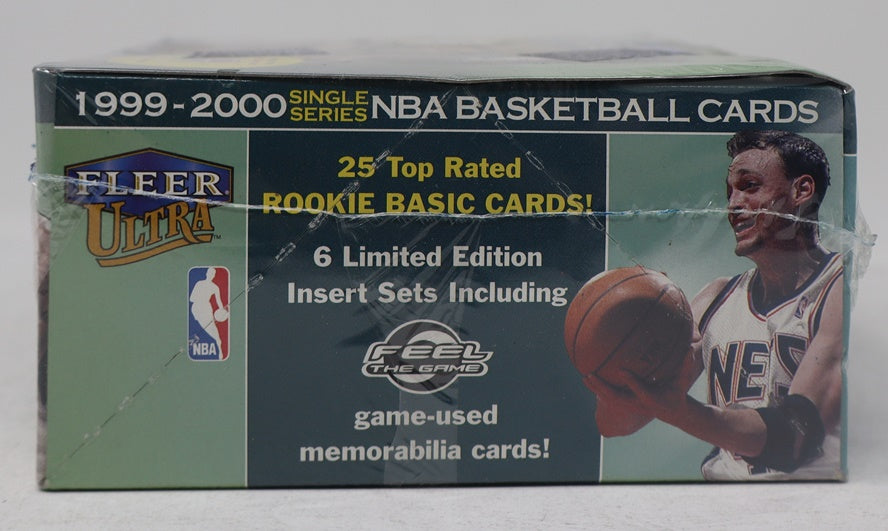 1999-2000 SINGLE SERIES NBA BASKETBALL CARDS
FLEER
ULTRA™
NBA
25 Top Rated
ROOKIE BASIC CARDS!
6 Limited Edition
Insert Sets Including
FEEL
THE GAME
game-used
memorabilia cards!
NETS